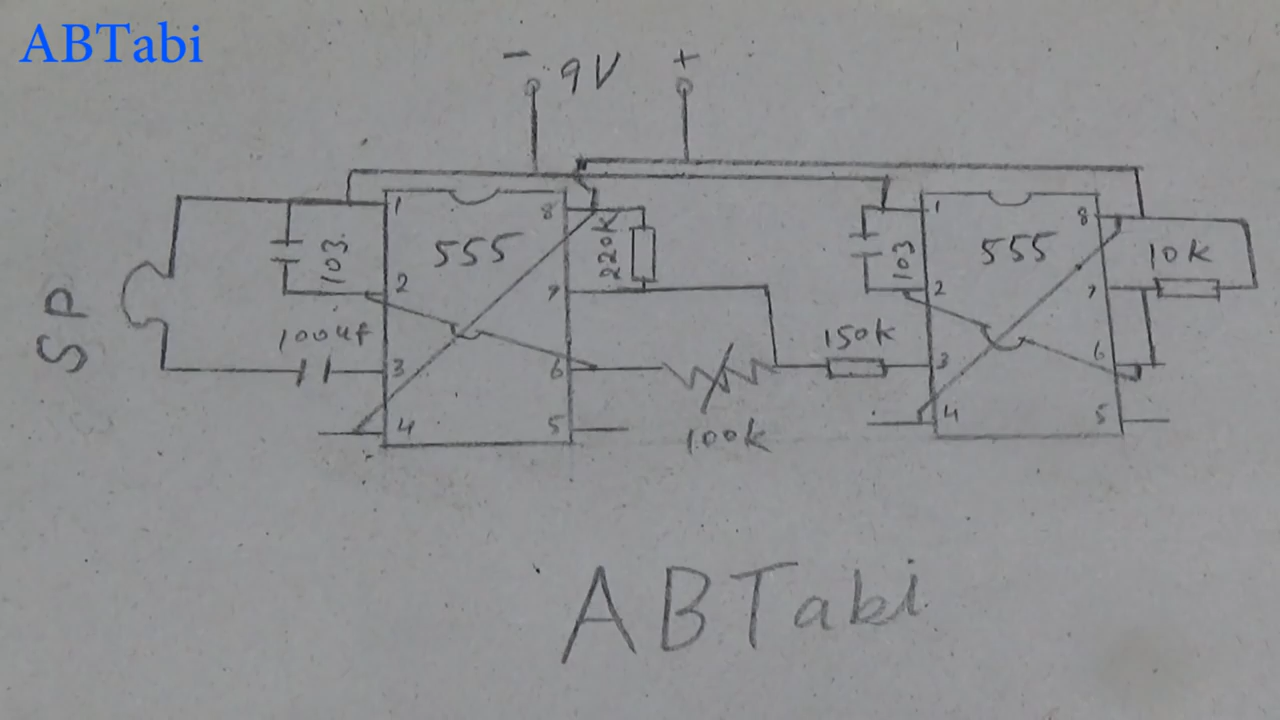 ABTabi
- 9V +
1 8 1 8
555 555
103 220K 103 10K
2 7 2 7
SP
100uf 150K
3 6 3 6
4 5 4 5
100K
ABTabi